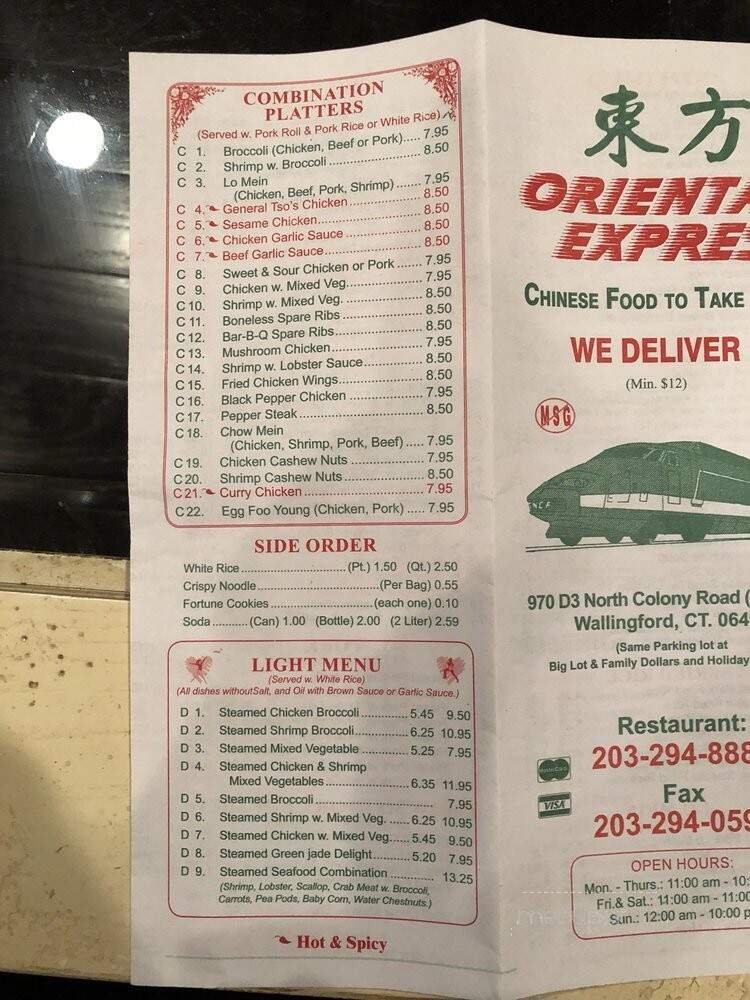 COMBINATION
PLATTERS
(Served w. Pork Roll & Pork Rice or White Rice)
C 1. Broccoli (Chicken, Beef or Pork)..... 7.95
C 2. Shrimp w. Broccoli ........................... 8.50
C 3. Lo Mein
(Chicken, Beef, Pork, Shrimp) ....... 7.95
C 4. General Tso's Chicken ...................... 8.50
C 5. Sesame Chicken............................... 8.50
C 6. Chicken Garlic Sauce ....................... 8.50
C 7. Beef Garlic Sauce ............................ 8.50
C 8. Sweet & Sour Chicken or Pork ....... 7.95
C 9. Chicken w. Mixed Veg. ..................... 7.95
C 10. Shrimp w. Mixed Veg. ...................... 8.50
C 11. Boneless Spare Ribs ........................ 8.50
C 12. Bar-B-Q Spare Ribs.......................... 8.50
C 13. Mushroom Chicken .......................... 7.95
C 14. Shrimp w. Lobster Sauce.................. 8.50
C 15. Fried Chicken Wings......................... 8.50
C 16. Black Pepper Chicken ...................... 7.95
C 17. Pepper Steak .................................... 8.50
C 18. Chow Mein
(Chicken, Shrimp, Pork, Beef) ..... 7.95
C 19. Chicken Cashew Nuts ...................... 7.95
C 20. Shrimp Cashew Nuts ........................ 8.50
C 21. Curry Chicken ................................... 7.95
C 22. Egg Foo Young (Chicken, Pork) ..... 7.95
SIDE ORDER
White Rice ........................... (Pt.) 1.50 (Qt.) 2.50
Crispy Noodle ............................... (Per Bag) 0.55
Fortune Cookies .......................... (each one) 0.10
Soda .......... (Can) 1.00 (Bottle) 2.00 (2 Liter) 2.59
LIGHT MENU
(Served w. White Rice)
(All dishes withoutSalt, and Oil with Brown Sauce or Garlic Sauce.)
D 1. Steamed Chicken Broccoli .............. 5.45 9.50
D 2. Steamed Shrimp Broccoli................ 6.25 10.95
D 3. Steamed Mixed Vegetable .............. 5.25 7.95
D 4. Steamed Chicken & Shrimp
Mixed Vegetables......................... 6.35 11.95
D 5. Steamed Broccoli .................................... 7.95
D 6. Steamed Shrimp w. Mixed Veg. ...... 6.25 10.95
D 7. Steamed Chicken w. Mixed Veg...... 5.45 9.50
D 8. Steamed Green jade Delight........... 5.20 7.95
D 9. Steamed Seafood Combination ............. 13.25
(Shrimp, Lobster, Scallop, Crab Meat w. Broccoli,
Carrots, Pea Pods, Baby Corn, Water Chestnuts.)
Hot & Spicy
東方
ORIENTA
EXPRE
CHINESE FOOD TO TAKE
WE DELIVER
(Min. $12)
MSG
NCF
970 D3 North Colony Road (
Wallingford, CT. 064
(Same Parking lot at
Big Lot & Family Dollars and Holiday
Restaurant:
203-294-888
MasterCard
VISA
Fax
203-294-059
OPEN HOURS:
Mon. - Thurs.: 11:00 am - 10:
Fri.& Sat.: 11:00 am - 11:00
Sun.: 12:00 am - 10:00 p